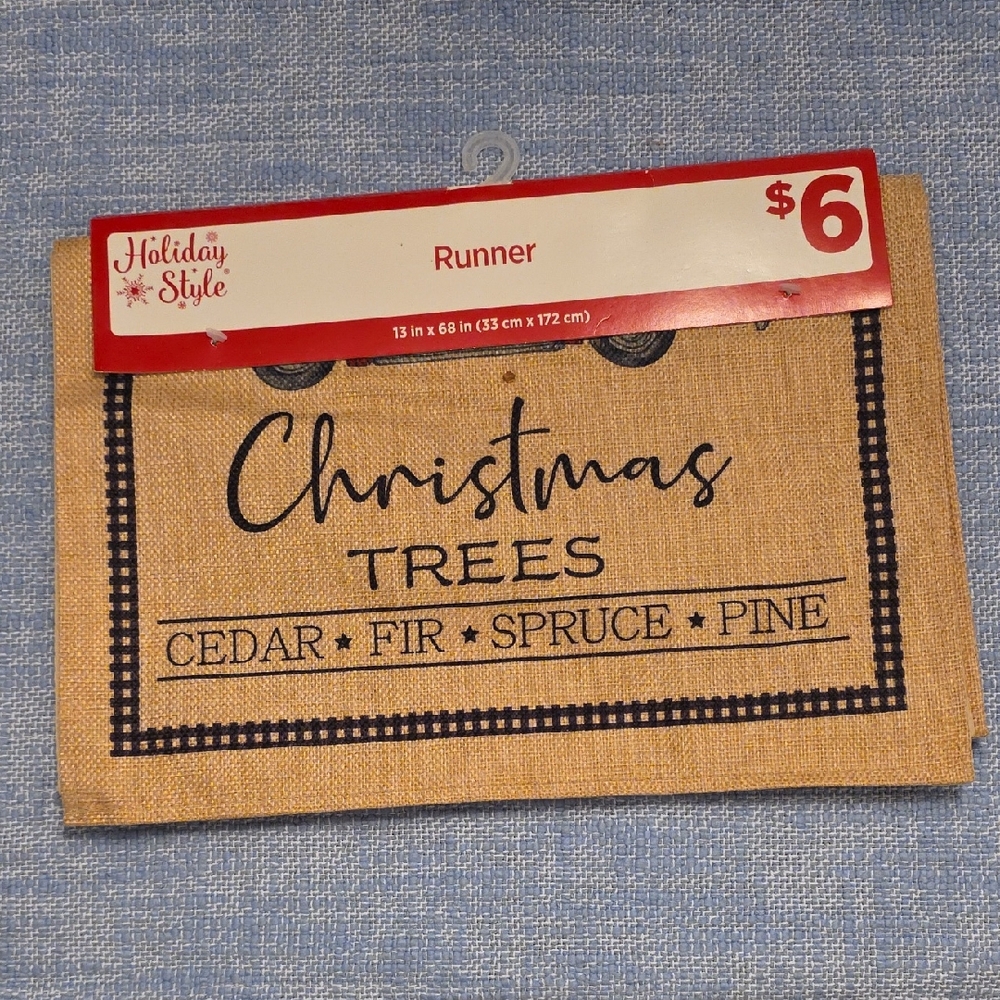 Holiday
Style®
Runner
$6
13 in x 68 in (33 cm x 172 cm)
Christmas
TREES
CEDAR ★ FIR ★ SPRUCE ★ PINE